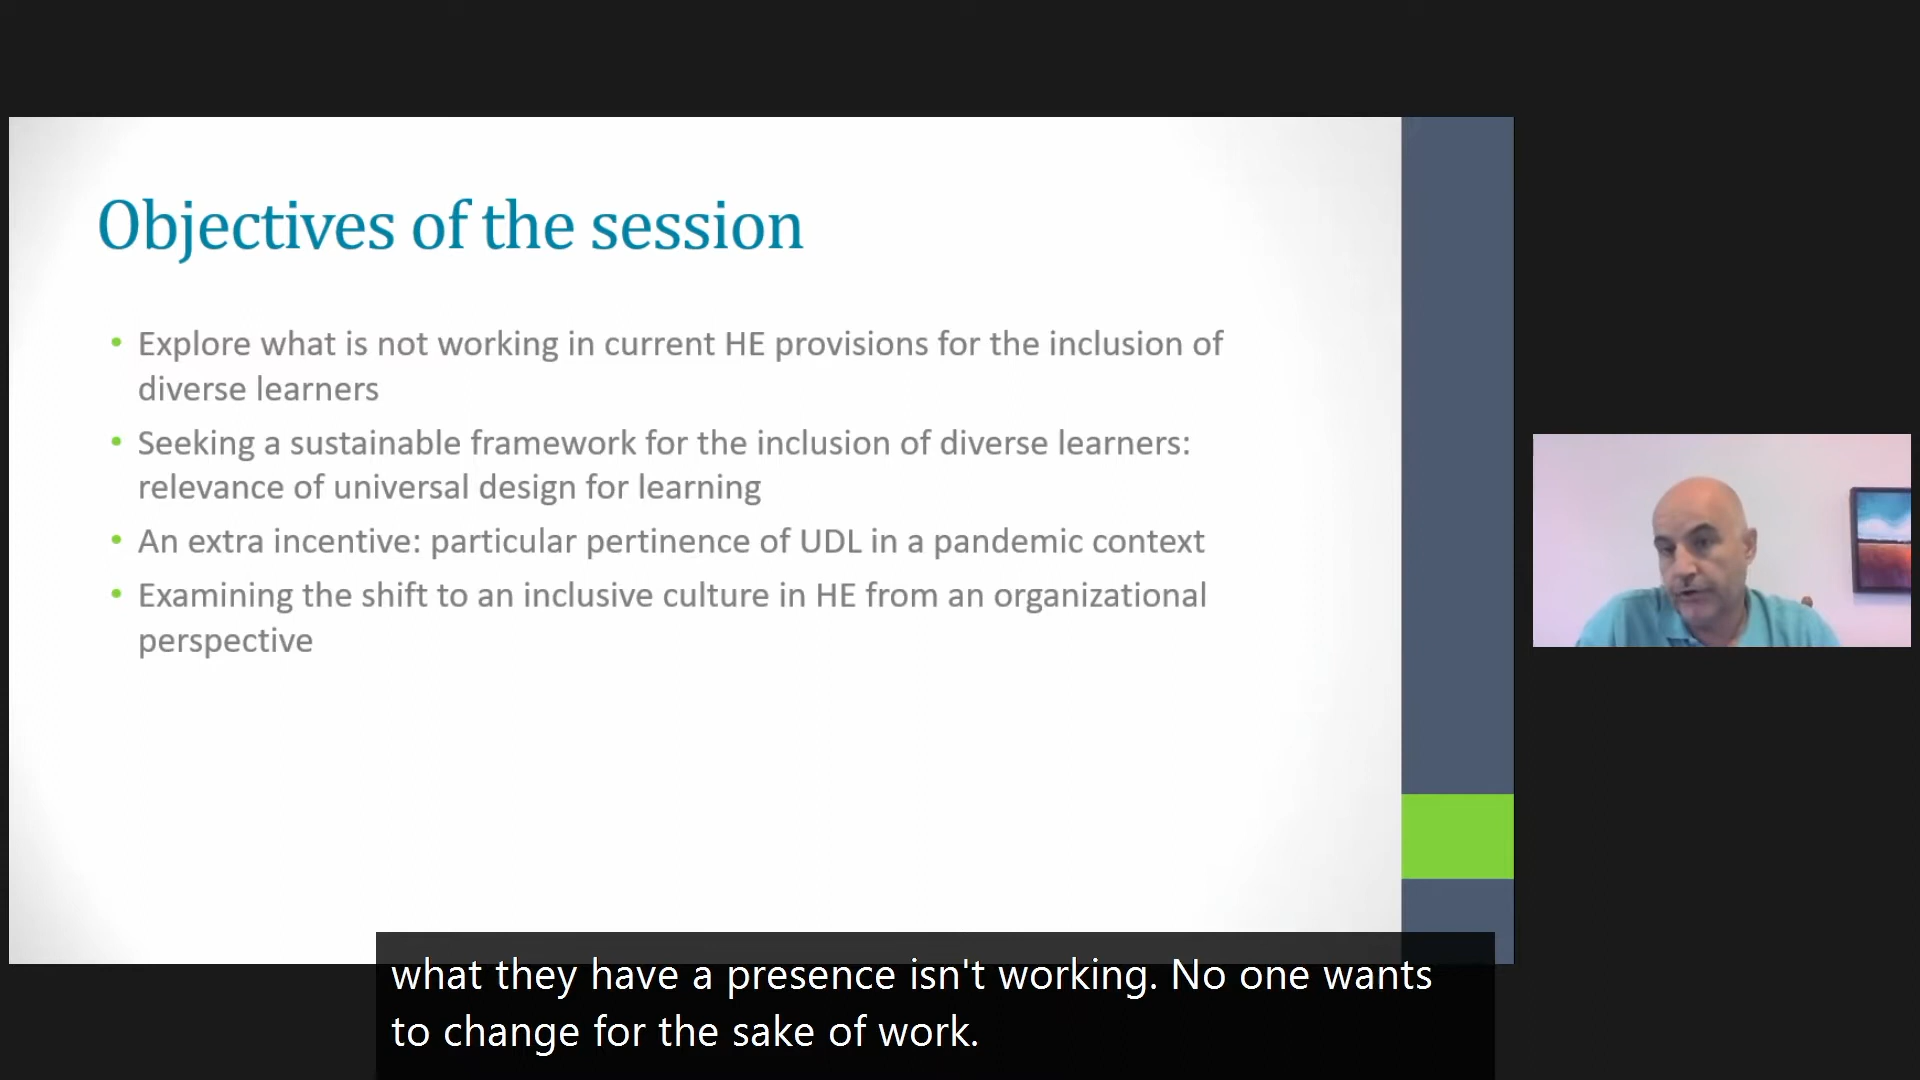 Objectives of the session
• Explore what is not working in current HE provisions for the inclusion of
diverse learners
• Seeking a sustainable framework for the inclusion of diverse learners:
relevance of universal design for learning
• An extra incentive: particular pertinence of UDL in a pandemic context
• Examining the shift to an inclusive culture in HE from an organizational
perspective
what they have a presence isn't working. No one wants
to change for the sake of work.